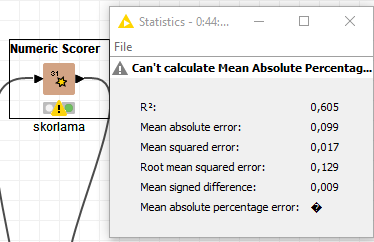 Numeric Scorer
31
skorlama
Statistics - 0:44:...
File
Can't calculate Mean Absolute Percentag...
R²: 0,605
Mean absolute error: 0,099
Mean squared error: 0,017
Root mean squared error: 0,129
Mean signed difference: 0,009
Mean absolute percentage error: �